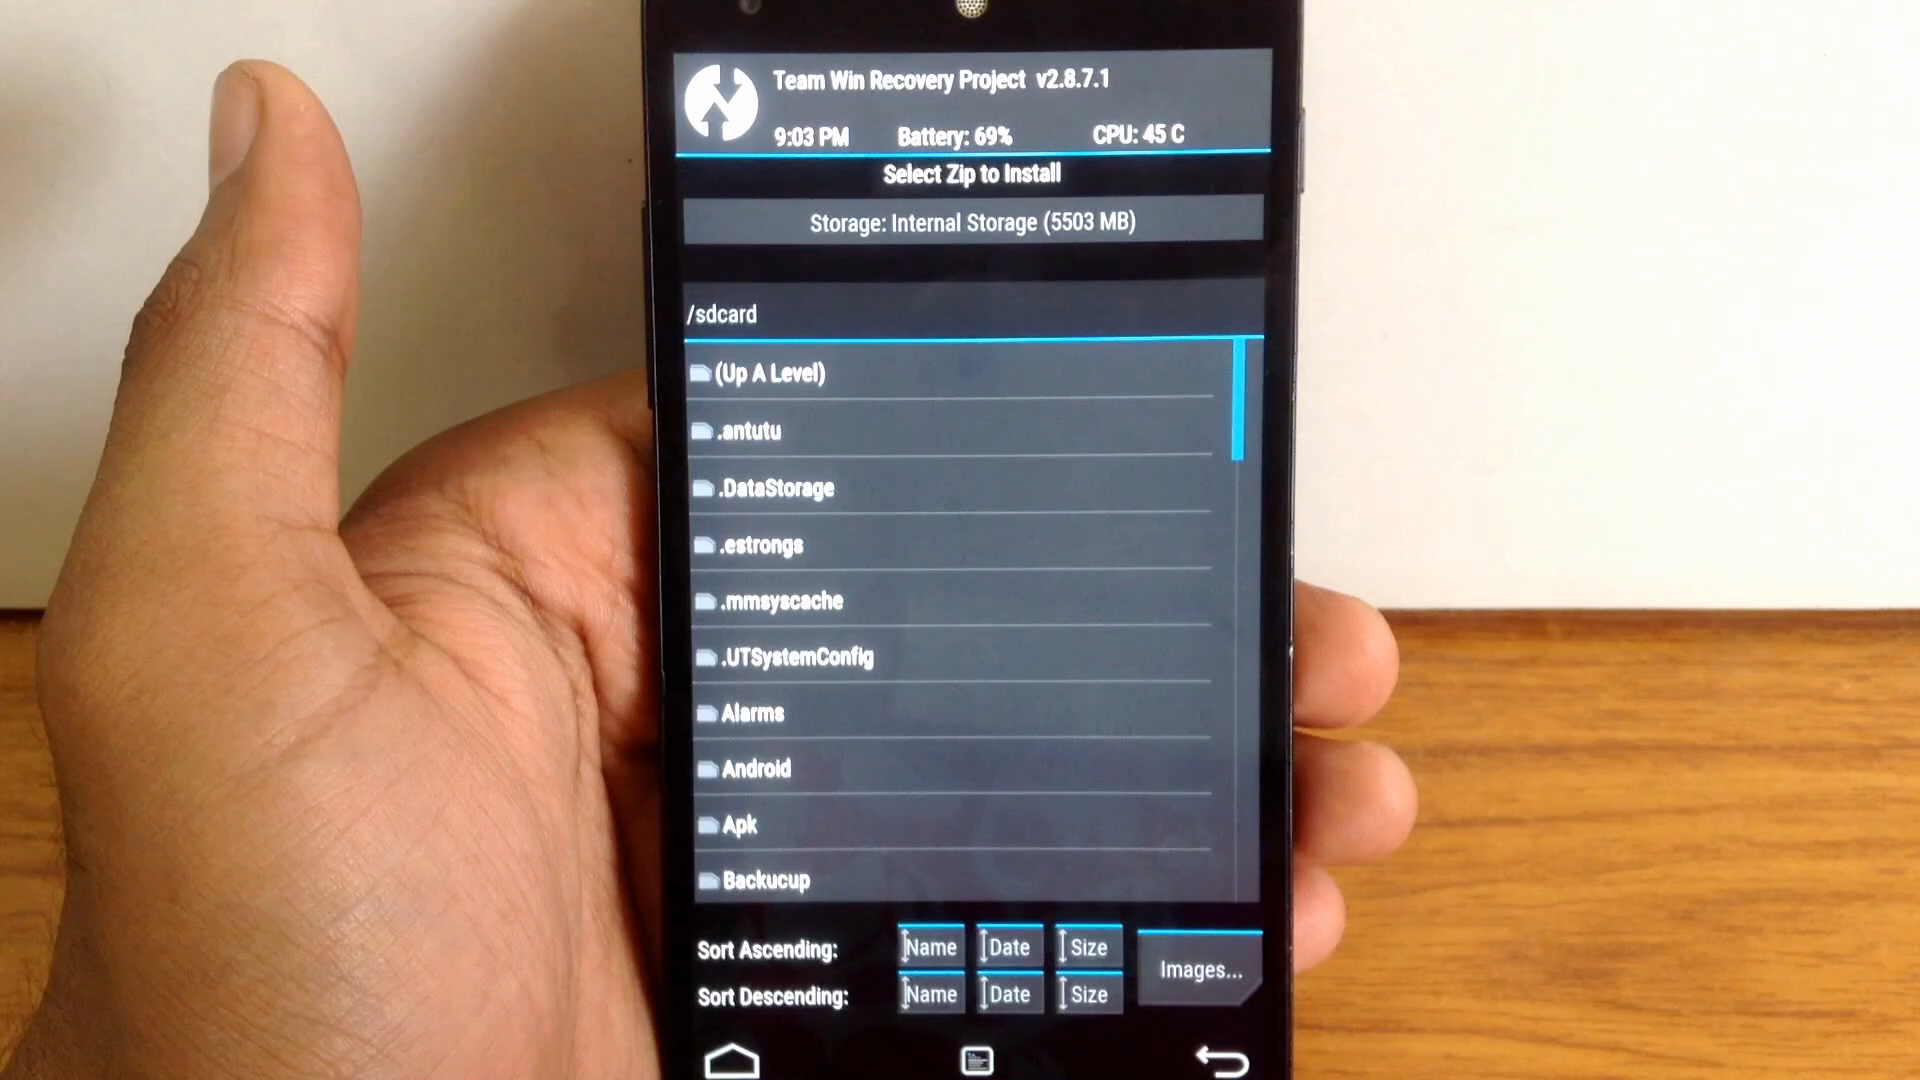 Team Win Recovery Project v2.8.7.1
9:03 PM Battery: 69% CPU: 45 C
Select Zip to Install
Storage: Internal Storage (5503 MB)
/sdcard
(Up A Level)
.antutu
.DataStorage
.estrongs
.mmsyscache
.UTSystemConfig
Alarms
Android
Apk
Backucup
Sort Ascending: Name Date Size
Images...
Sort Descending: Name Date Size